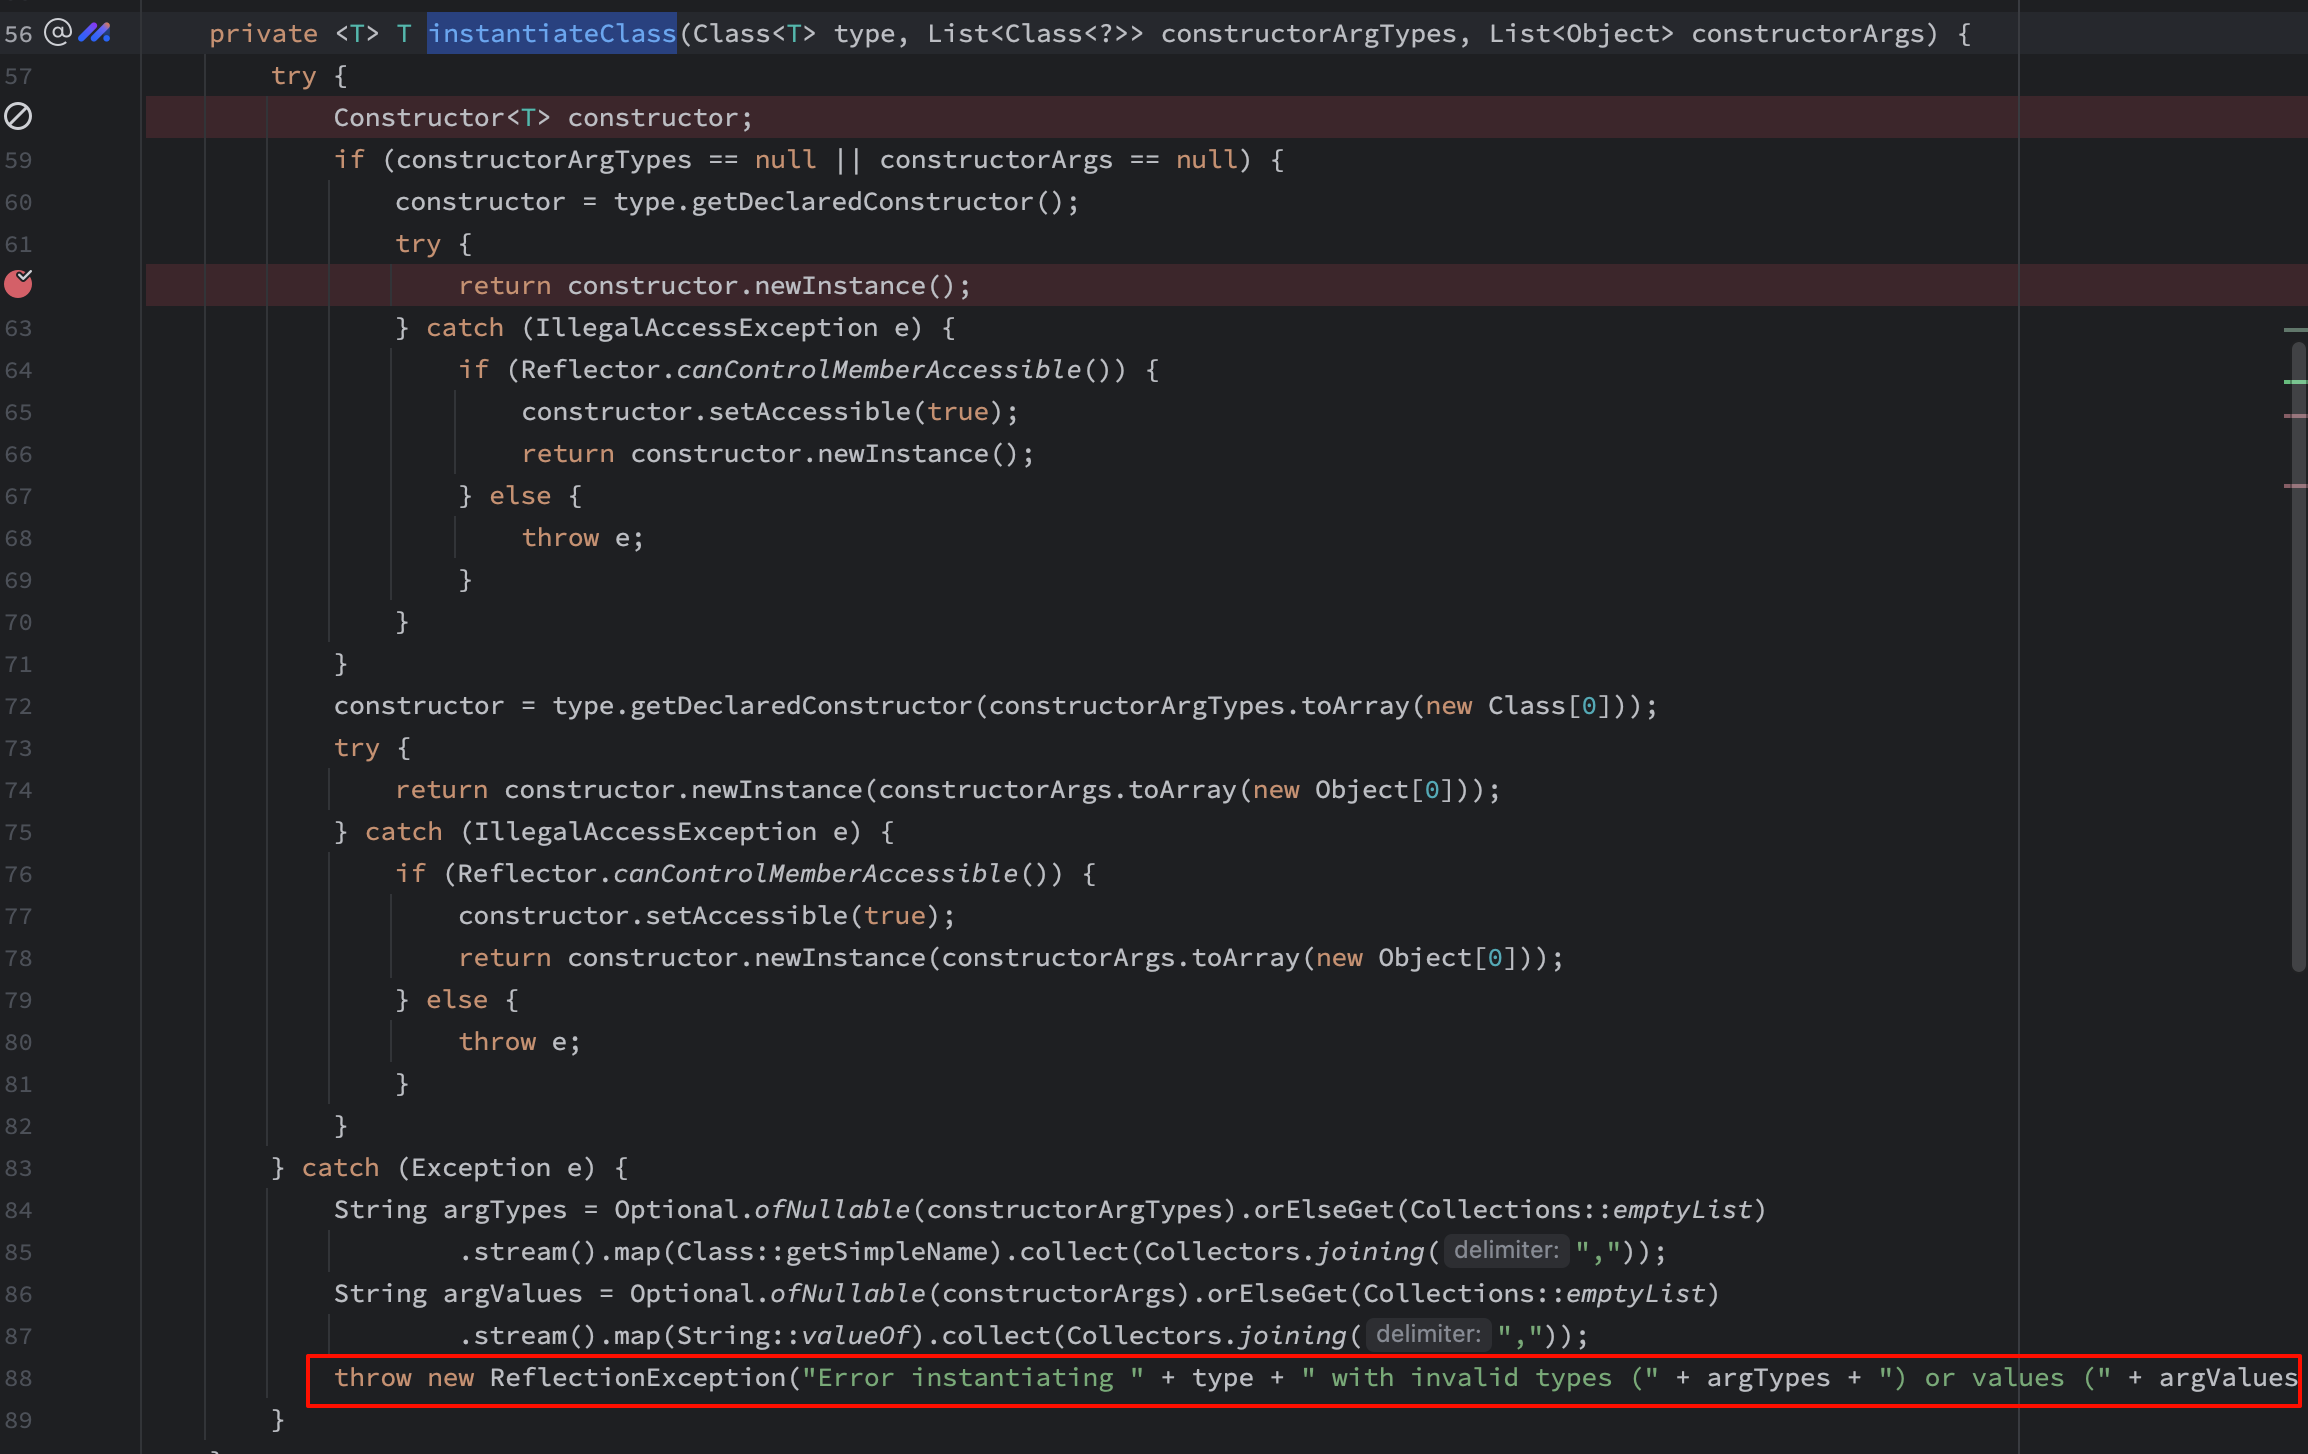 56 private <T> T instantiateClass(Class<T> type, List<Class<?>> constructorArgTypes, List<Object> constructorArgs) {
57 try {
Constructor<T> constructor;
59 if (constructorArgTypes == null || constructorArgs == null) {
60 constructor = type.getDeclaredConstructor();
61 try {
return constructor.newInstance();
63 } catch (IllegalAccessException e) {
64 if (Reflector.canControlMemberAccessible()) {
65 constructor.setAccessible(true);
66 return constructor.newInstance();
67 } else {
68 throw e;
69 }
70 }
71 }
72 constructor = type.getDeclaredConstructor(constructorArgTypes.toArray(new Class[0]));
73 try {
74 return constructor.newInstance(constructorArgs.toArray(new Object[0]));
75 } catch (IllegalAccessException e) {
76 if (Reflector.canControlMemberAccessible()) {
77 constructor.setAccessible(true);
78 return constructor.newInstance(constructorArgs.toArray(new Object[0]));
79 } else {
80 throw e;
81 }
82 }
83 } catch (Exception e) {
84 String argTypes = Optional.ofNullable(constructorArgTypes).orElseGet(Collections::emptyList)
85 .stream().map(Class::getSimpleName).collect(Collectors.joining( delimiter: ","));
86 String argValues = Optional.ofNullable(constructorArgs).orElseGet(Collections::emptyList)
87 .stream().map(String::valueOf).collect(Collectors.joining( delimiter: ","));
88 throw new ReflectionException("Error instantiating " + type + " with invalid types (" + argTypes + ") or values (" + argValues
89 }